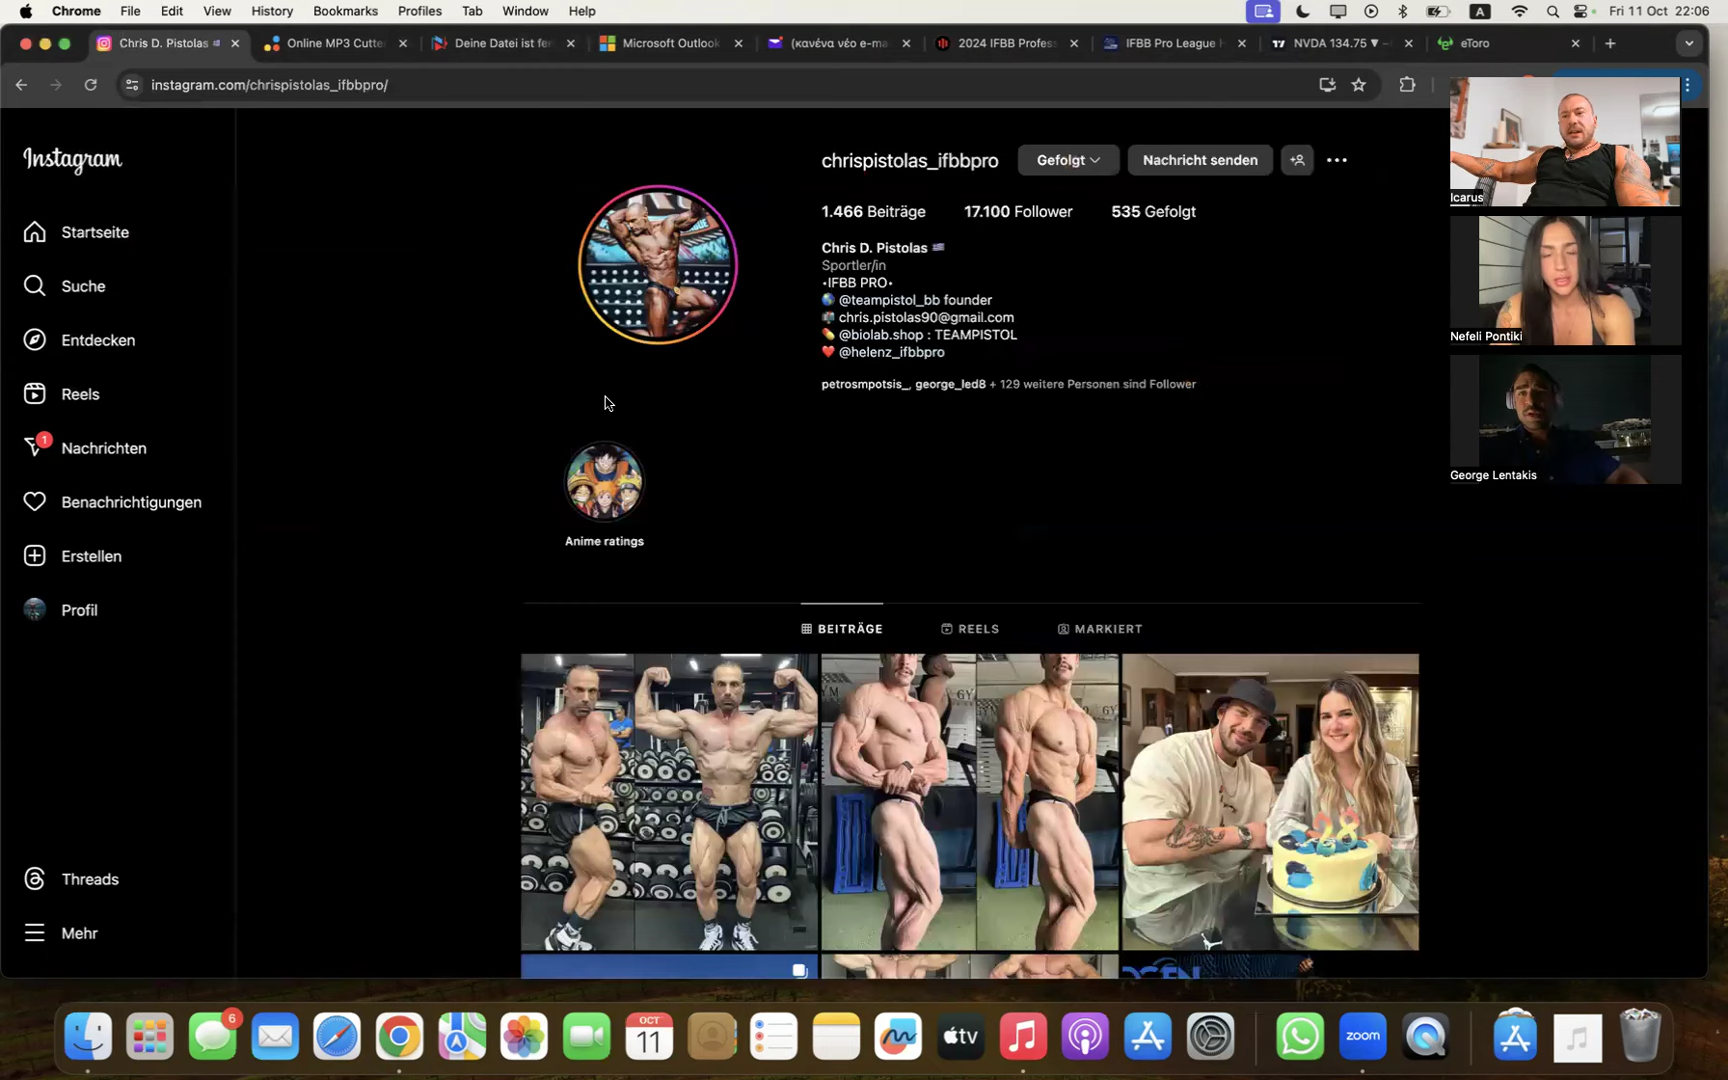 Chrome File Edit View History Bookmarks Profiles Tab Window Help A Fri 11 Oct 22:06
Chris D. Pistolas Online MP3 Cutte Deine Datei ist fer Microsoft Outlook (κανένα νέο e-ma 2024 IFBB Profess IFBB Pro League NVDA 134.75 ▼ – eToro
instagram.com/chrispistolas_ifbbpro/
Instagram
Startseite
Suche
Entdecken
Reels
1
Nachrichten
Benachrichtigungen
Erstellen
Profil
Threads
Mehr
chrispistolas_ifbbpro Gefolgt Nachricht senden
1.466 Beiträge 17.100 Follower 535 Gefolgt
Chris D. Pistolas
Sportler/in
•IFBB PRO•
@teampistol_bb founder
chris.pistolas90@gmail.com
@biolab.shop : TEAMPISTOL
@helenz_ifbbpro
petrosmpotsis_, george_led8 + 129 weitere Personen sind Follower
Anime ratings
BEITRÄGE REELS MARKIERT
28
Icarus
Nefeli Pontiki
George Lentakis
6
OCT
11
tv
zoom